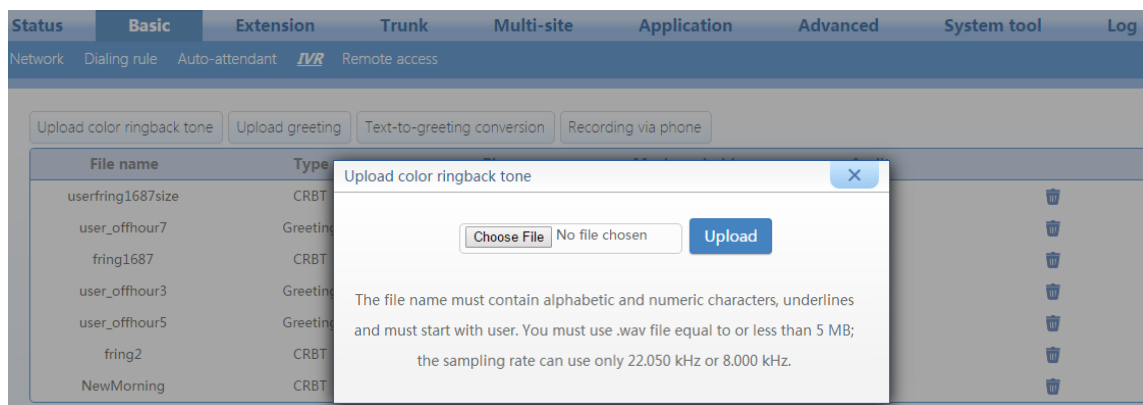 Status Basic Extension Trunk Multi-site Application Advanced System tool Log
Network Dialing rule Auto-attendant IVR Remote access
Upload color ringback tone Upload greeting Text-to-greeting conversion Recording via phone
File name Type
Upload color ringback tone
userfring1687size CRBT
Choose File No file chosen Upload
user_offhour7 Greeting
fring1687 CRBT
user_offhour3 Greeting
The file name must contain alphabetic and numeric characters, underlines
user_offhour5 Greeting
and must start with user. You must use .wav file equal to or less than 5 MB;
fring2 CRBT
the sampling rate can use only 22.050 kHz or 8.000 kHz.
NewMorning CRBT